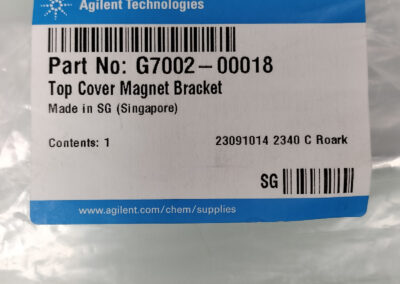 Agilent Technologies
Part No: G7002-00018
Top Cover Magnet Bracket
Made in SG (Singapore)
Contents: 1
23091014 2340 C Roark
SG
www.agilent.com/chem/supplies